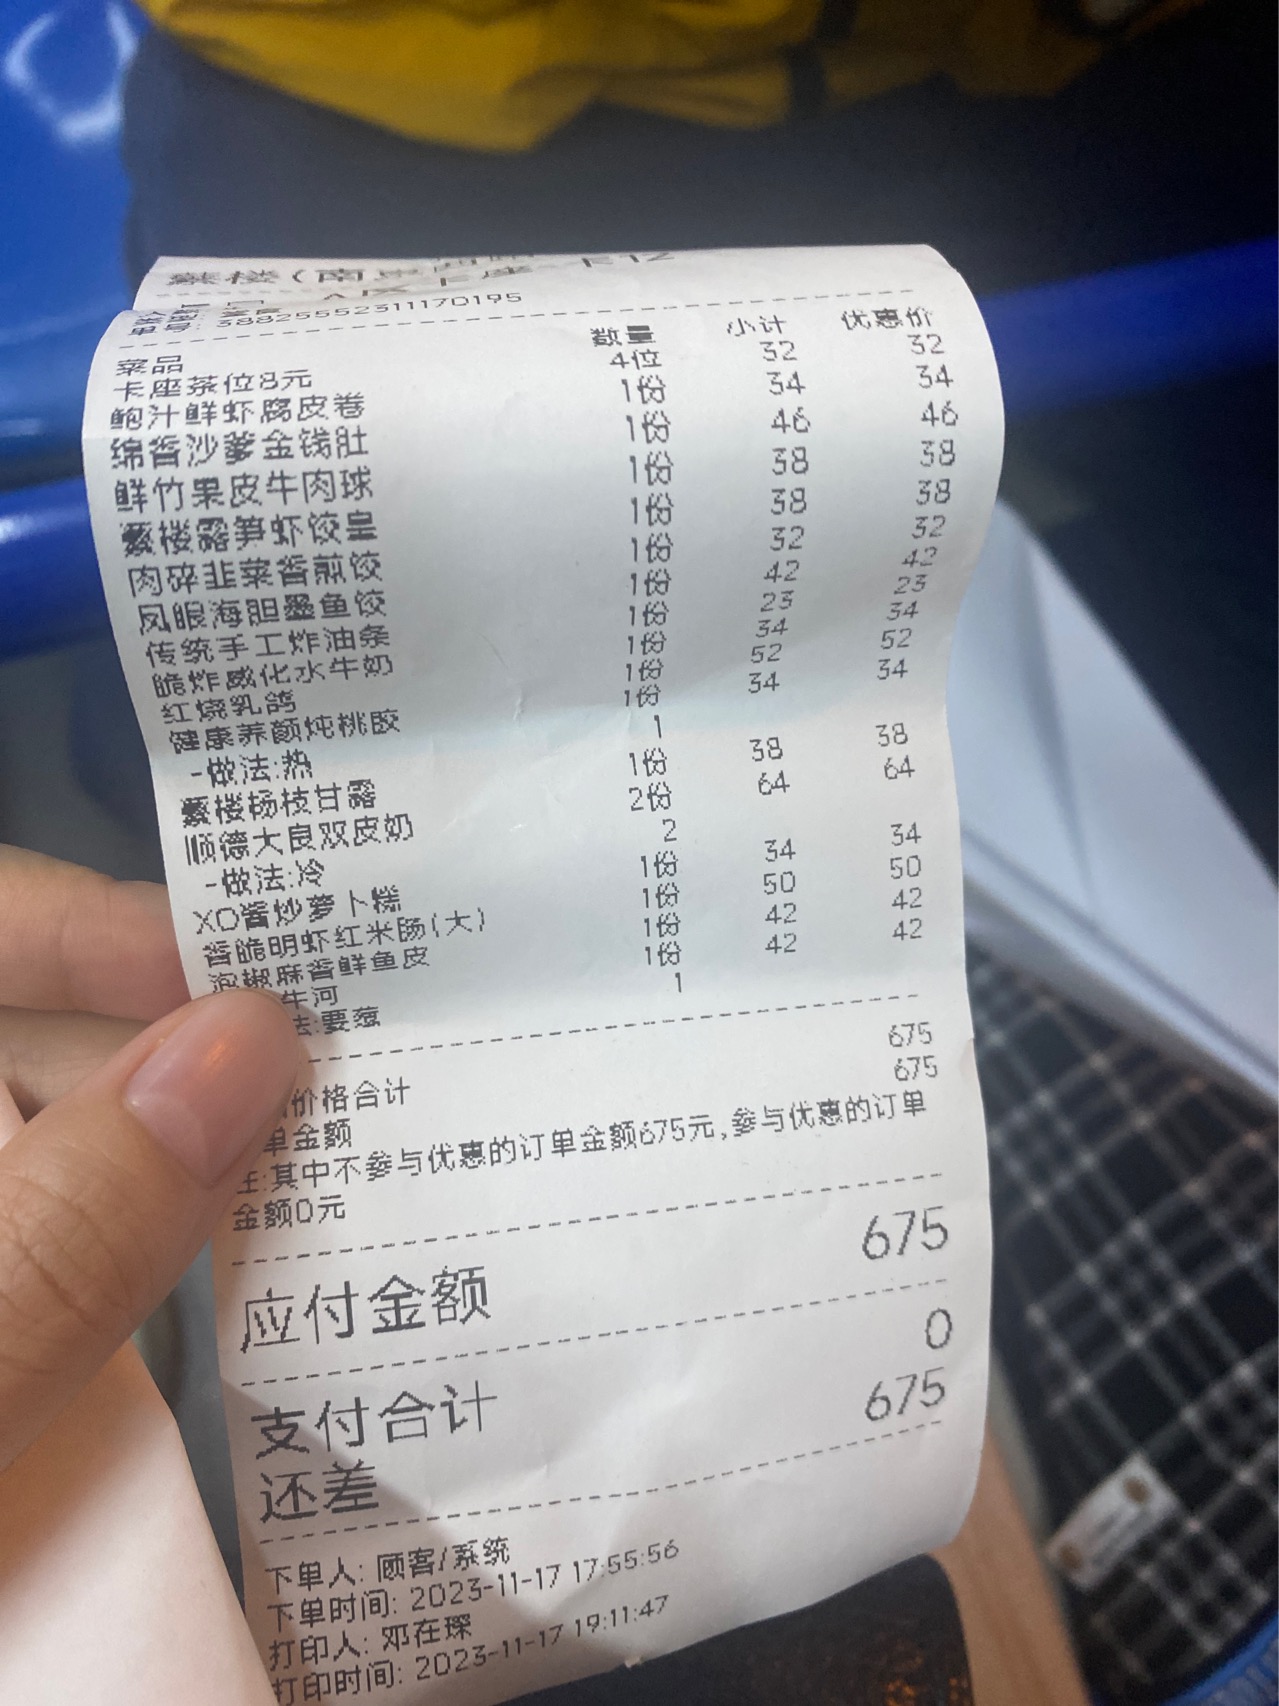 紫楼(南
388255552311170195
菜品 数量 小计 优惠价
卡座茶位8元 4位 32 32
鲍汁鲜虾腐皮卷 1份 34 34
绵香沙爹金钱肚 1份 46 46
鲜竹果皮牛肉球 1份 38 38
紫楼露笋虾饺皇 1份 38 38
肉碎韭菜香煎饺 1份 32 32
凤眼海胆墨鱼饺 1份 42 42
传统手工炸油条 1份 23 23
脆炸威化水牛奶 1份 34 34
红烧乳鸽 1份 52 52
健康养颜炖桃胶 1份 34 34
-做法:热 1
紫楼杨枝甘露 1份 38 38
顺德大良双皮奶 2份 64 64
-做法:冷 2
XO酱炒萝卜糕 1份 34 34
香脆明虾红米肠(大) 1份 50 50
泡椒麻香鲜鱼皮 1份 42 42
牛河 1份 42 42
法:要葱 1
价格合计 675
单金额 675
注:其中不参与优惠的订单金额675元,参与优惠的订单
金额0元
应付金额 675
支付合计 0
还差 675
下单人: 顾客/系统
下单时间: 2023-11-17 17:55:56
打印人: 邓在琛
打印时间: 2023-11-17 19:11:47